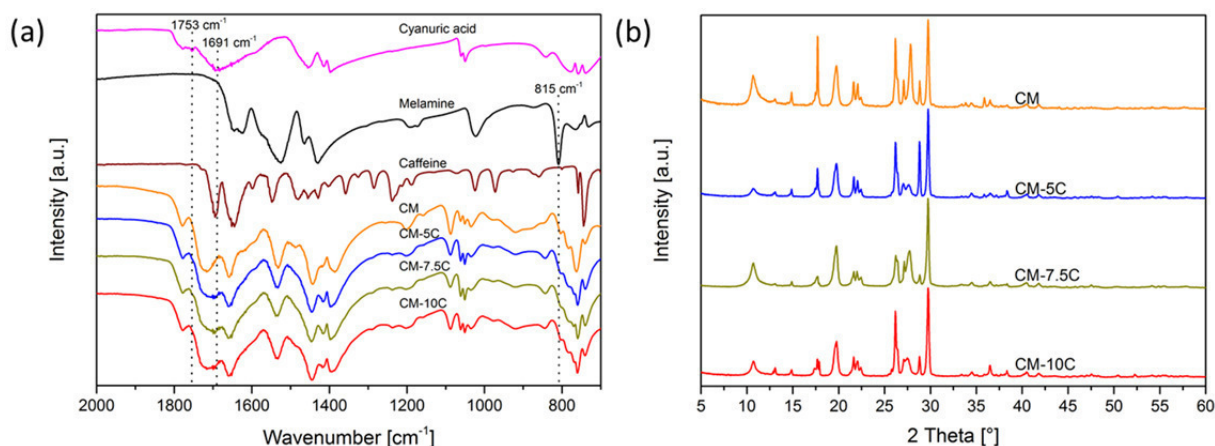 (a)
1753 cm⁻¹
1691 cm⁻¹
Cyanuric acid
815 cm⁻¹
Melamine
Caffeine
CM
CM-5C
CM-7.5C
CM-10C
Intensity [a.u.]
2000 1800 1600 1400 1200 1000 800
Wavenumber [cm⁻¹]
(b)
CM
CM-5C
CM-7.5C
CM-10C
Intensity [a.u.]
5 10 15 20 25 30 35 40 45 50 55 60
2 Theta [°]